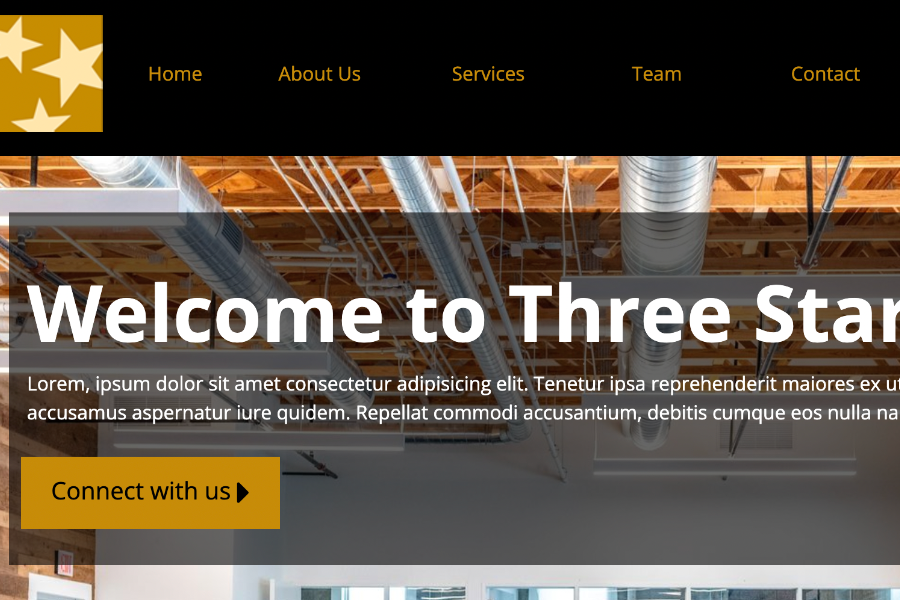 Home About Us Services Team Contact
Welcome to Three Star
Lorem, ipsum dolor sit amet consectetur adipisicing elit. Tenetur ipsa reprehenderit maiores ex ut
accusamus aspernatur iure quidem. Repellat commodi accusantium, debitis cumque eos nulla na
Connect with us